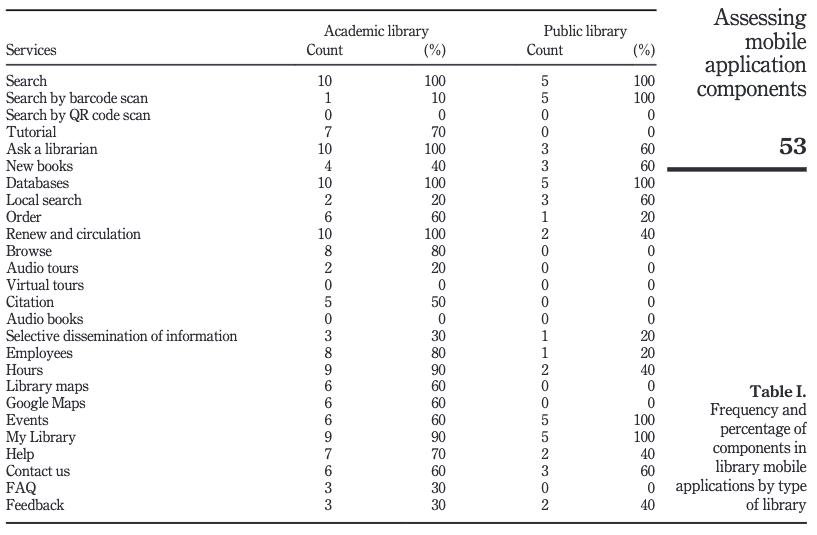 Academic library Public library
Services Count (%) Count (%)
Search 10 100 5 100
Search by barcode scan 1 10 5 100
Search by QR code scan 0 0 0 0
Tutorial 7 70 0 0
Ask a librarian 10 100 3 60
New books 4 40 3 60
Databases 10 100 5 100
Local search 2 20 3 60
Order 6 60 1 20
Renew and circulation 10 100 2 40
Browse 8 80 0 0
Audio tours 2 20 0 0
Virtual tours 0 0 0 0
Citation 5 50 0 0
Audio books 0 0 0 0
Selective dissemination of information 3 30 1 20
Employees 8 80 1 20
Hours 9 90 2 40
Library maps 6 60 0 0
Google Maps 6 60 0 0
Events 6 60 5 100
My Library 9 90 5 100
Help 7 70 2 40
Contact us 6 60 3 60
FAQ 3 30 0 0
Feedback 3 30 2 40
Assessing
mobile
application
components
53
Table I.
Frequency and
percentage of
components in
library mobile
applications by type
of library